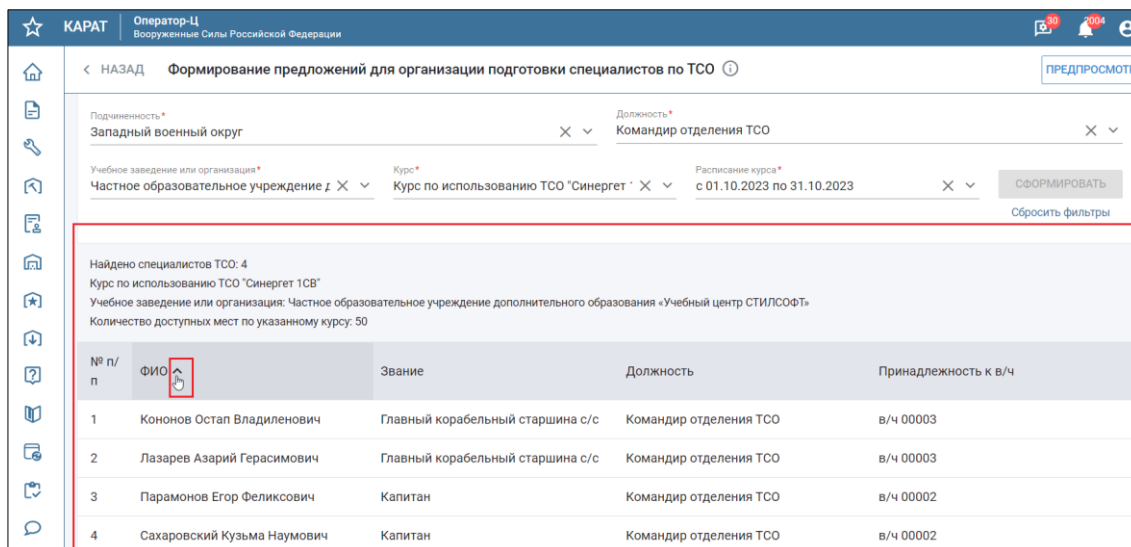 КАРАТ
Оператор-Ц
Вооруженные Силы Российской Федерации
30
2004
НАЗАД
Формирование предложений для организации подготовки специалистов по ТСО
ПРЕДПРОСМОТІ
Подчиненность*
Западный военный округ
Должность*
Командир отделения ТСО
Учебное заведение или организация*
Частное образовательное учреждение д
Курс*
Курс по использованию ТСО "Синергет 1
Расписание курса*
с 01.10.2023 по 31.10.2023
СФОРМИРОВАТЬ
Сбросить фильтры
Найдено специалистов ТСО: 4
Курс по использованию ТСО "Синергет 1СВ"
Учебное заведение или организация: Частное образовательное учреждение дополнительного образования «Учебный центр СТИЛСОФТ»
Количество доступных мест по указанному курсу: 50
№ п/п ФИО Звание Должность Принадлежность к в/ч
1 Кононов Остап Владиленович Главный корабельный старшина с/с Командир отделения ТСО в/ч 00003
2 Лазарев Азарий Герасимович Главный корабельный старшина с/с Командир отделения ТСО в/ч 00003
3 Парамонов Егор Феликсович Капитан Командир отделения ТСО в/ч 00002
4 Сахаровский Кузьма Наумович Капитан Командир отделения ТСО в/ч 00002